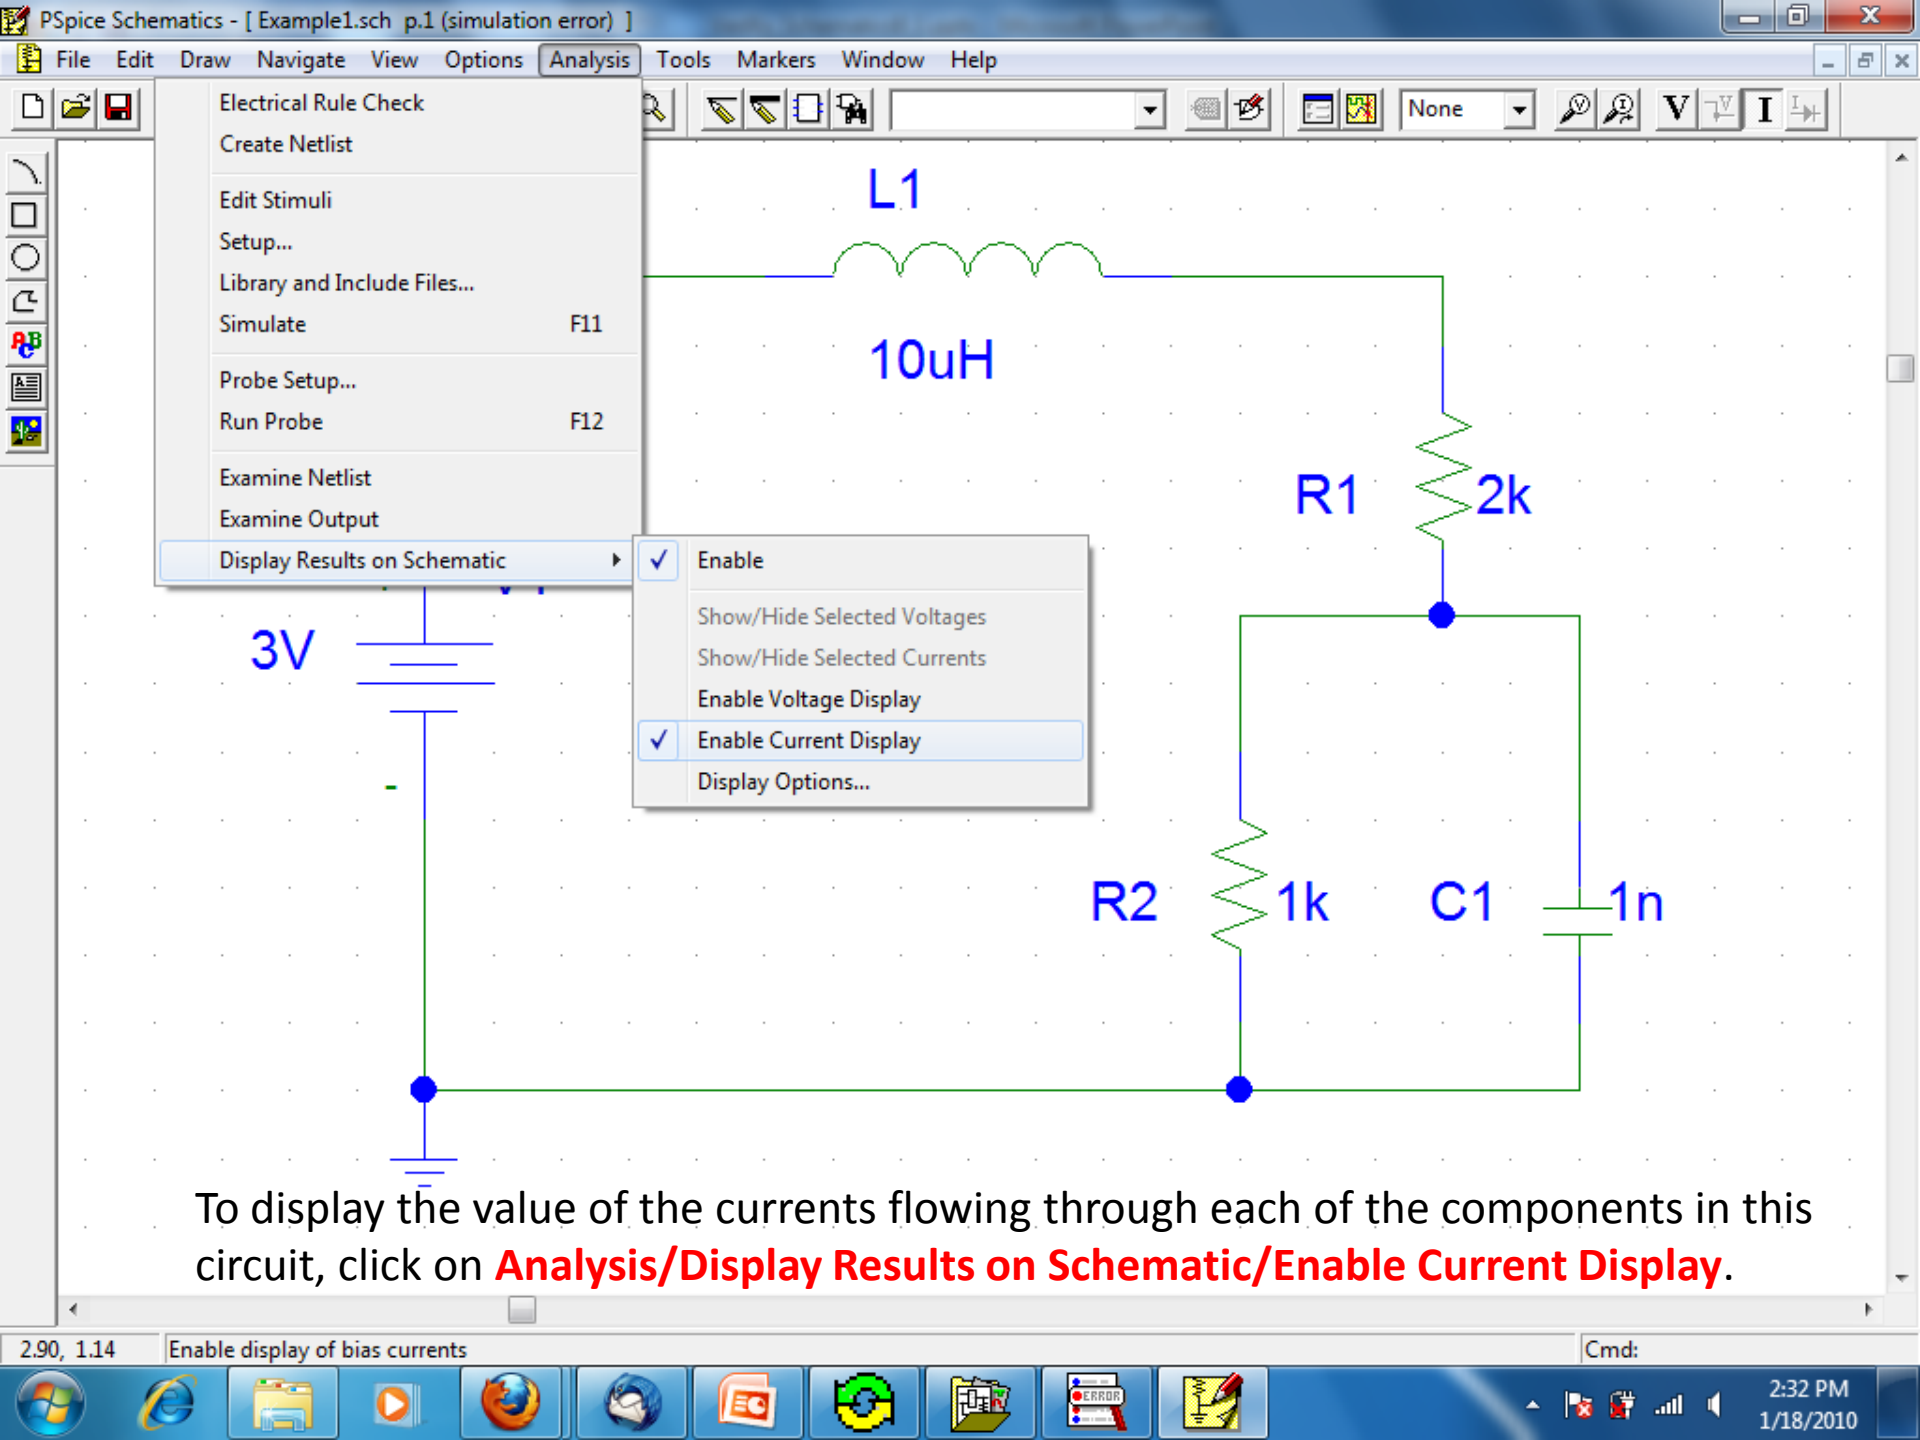 PSpice Schematics - [ Example1.sch p.1 (simulation error) ]
File Edit Draw Navigate View Options Analysis Tools Markers Window Help
None V V I I
Electrical Rule Check
Create Netlist
Edit Stimuli
Setup...
Library and Include Files...
Simulate F11
Probe Setup...
Run Probe F12
Examine Netlist
Examine Output
Display Results on Schematic
Enable
Show/Hide Selected Voltages
Show/Hide Selected Currents
Enable Voltage Display
Enable Current Display
Display Options...
ABC
L1
10uH
R1 2k
3V
-
R2 1k C1 1n
To display the value of the currents flowing through each of the components in this
circuit, click on Analysis/Display Results on Schematic/Enable Current Display.
2.90, 1.14 Enable display of bias currents Cmd:
ERROR
2:32 PM
1/18/2010